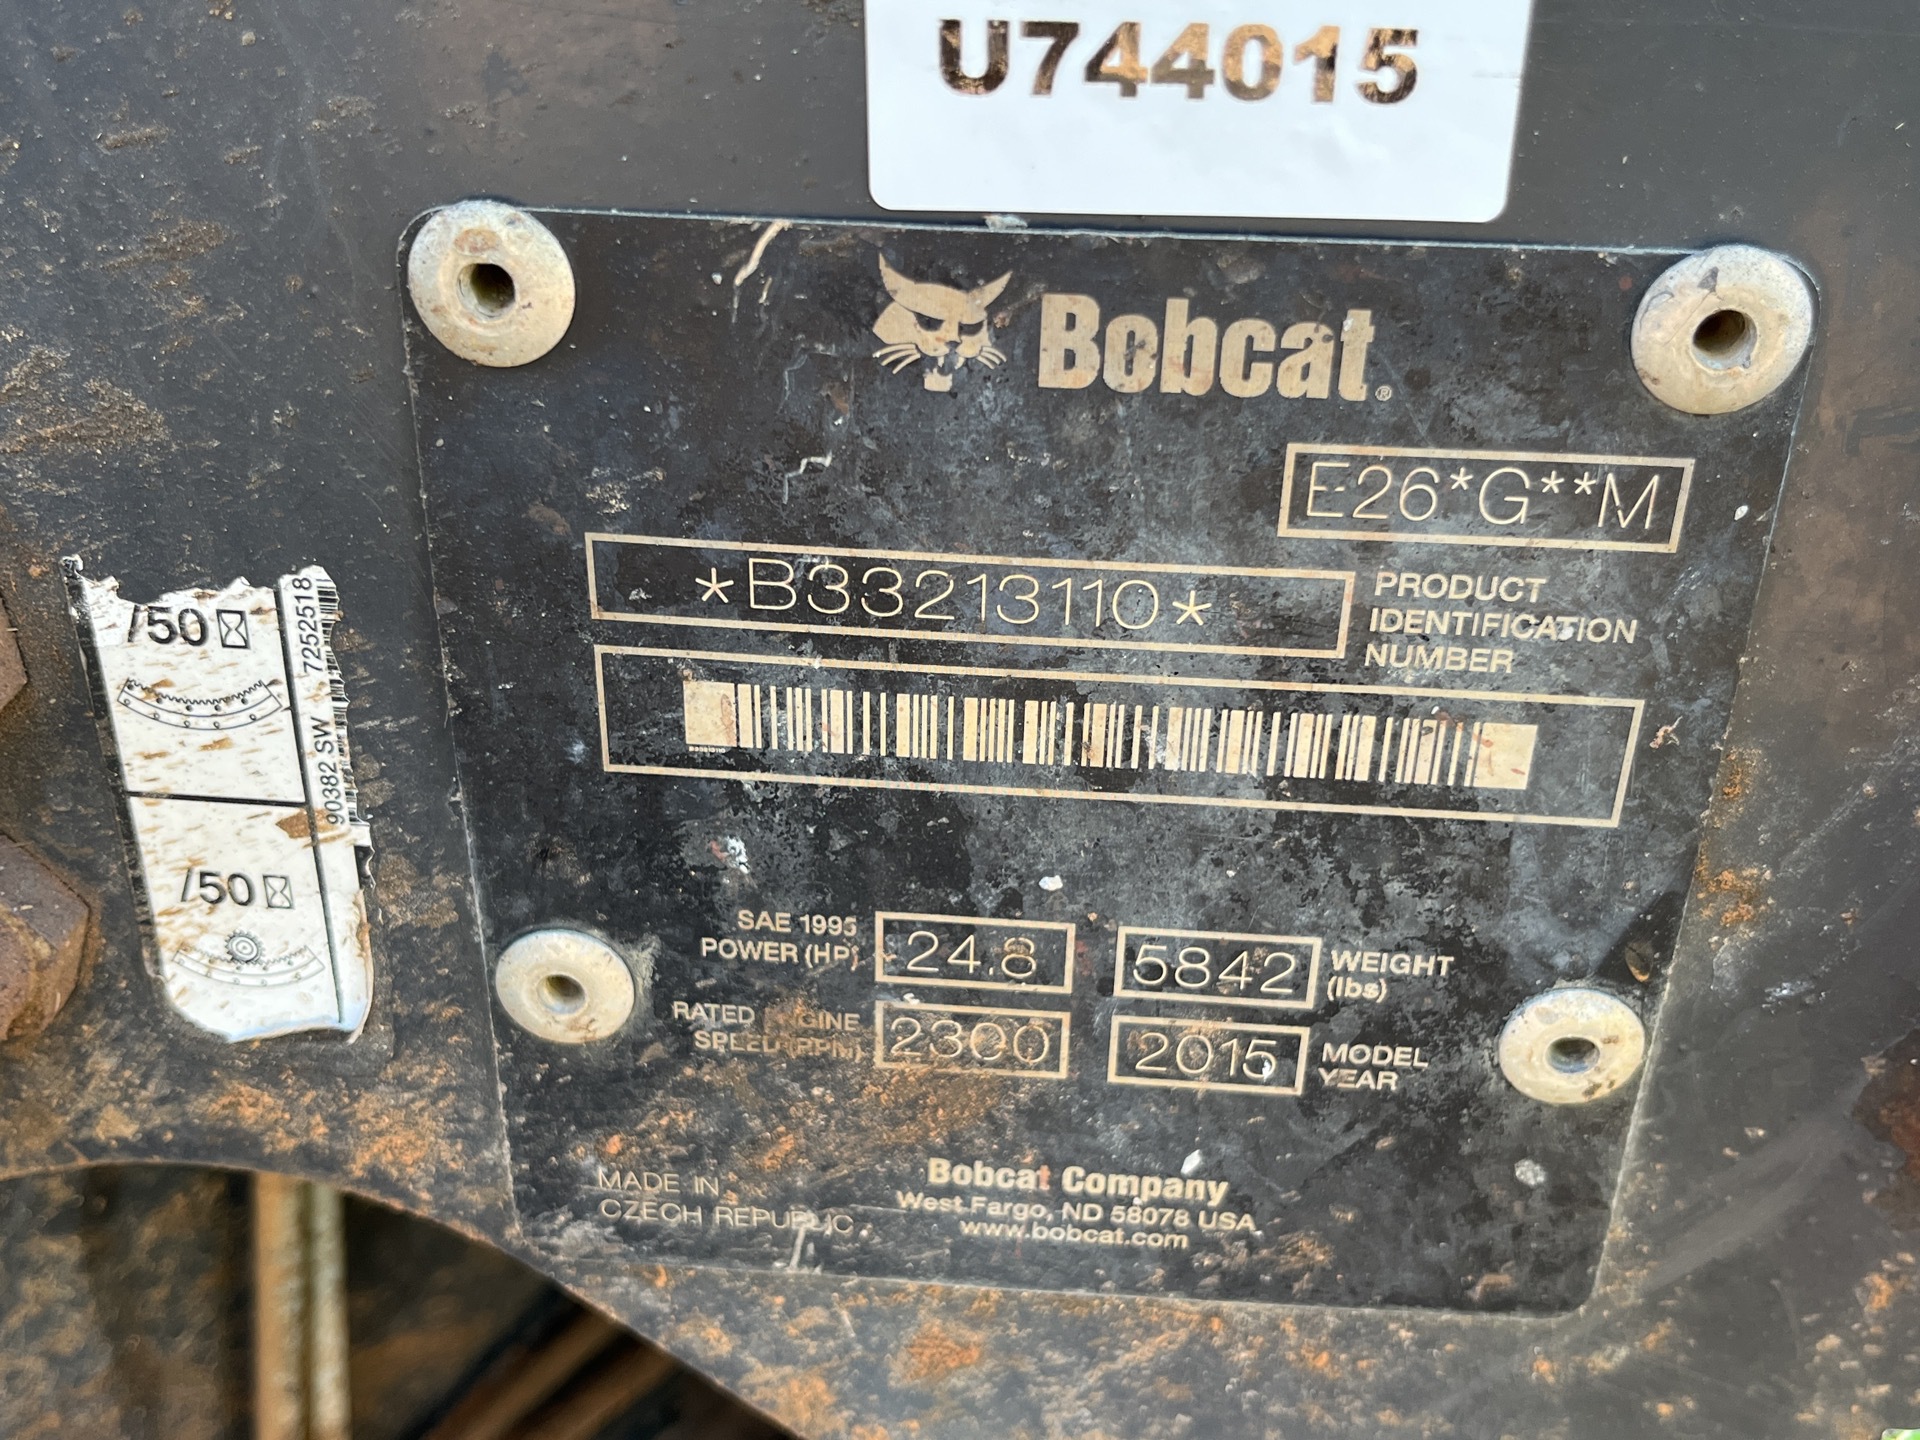 U744015
Bobcat®
E26*G**M
*B33213110*
PRODUCT
IDENTIFICATION
NUMBER
/50
7252518
90382 SW
/50
SAE 1995
POWER (HP)
24.8
5842
WEIGHT
(lbs)
RATED ENGINE
SPEED (RPM)
2300
2015
MODEL
YEAR
MADE IN
CZECH REPUBLIC
Bobcat Company
West Fargo, ND 58078 USA
www.bobcat.com